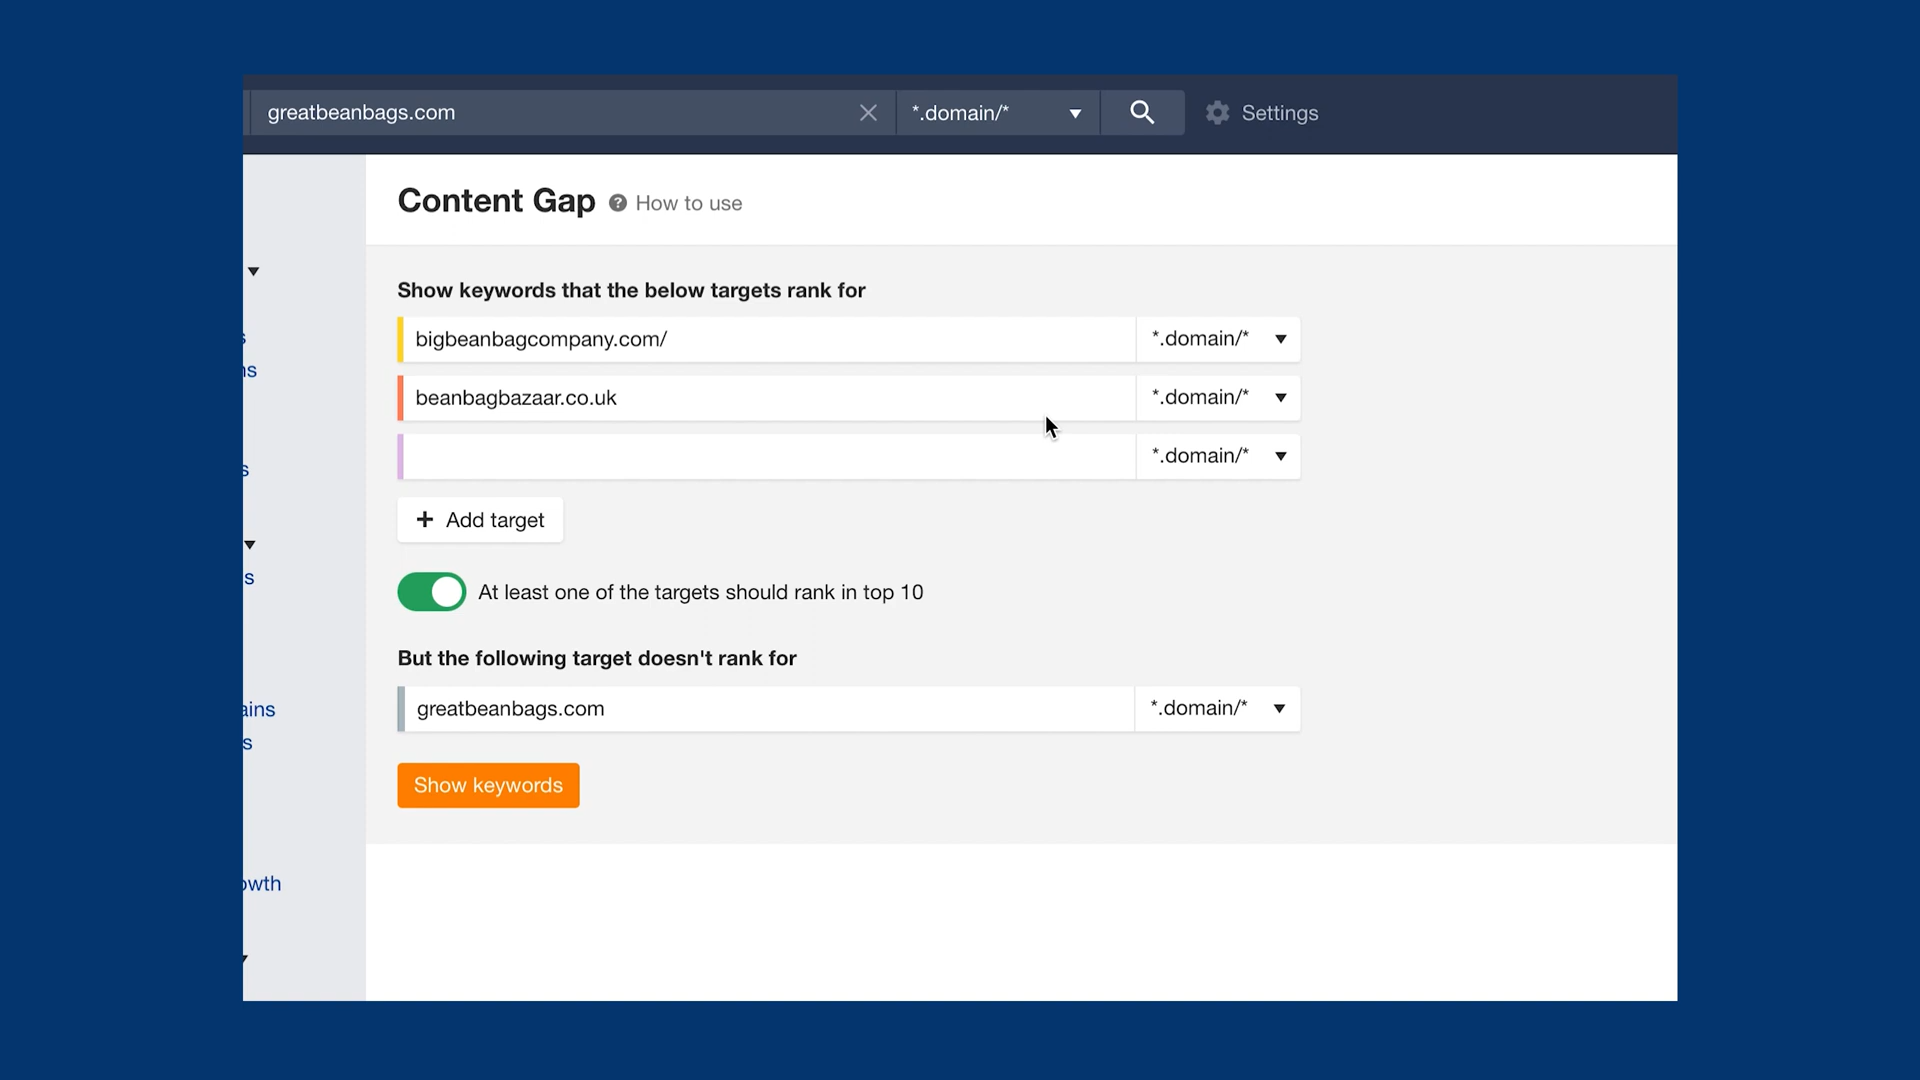 greatbeanbags.com
*.domain/*
Settings
Content Gap
How to use
Show keywords that the below targets rank for
bigbeanbagcompany.com/
*.domain/*
beanbagbazaar.co.uk
*.domain/*
*.domain/*
+ Add target
At least one of the targets should rank in top 10
But the following target doesn't rank for
greatbeanbags.com
*.domain/*
Show keywords